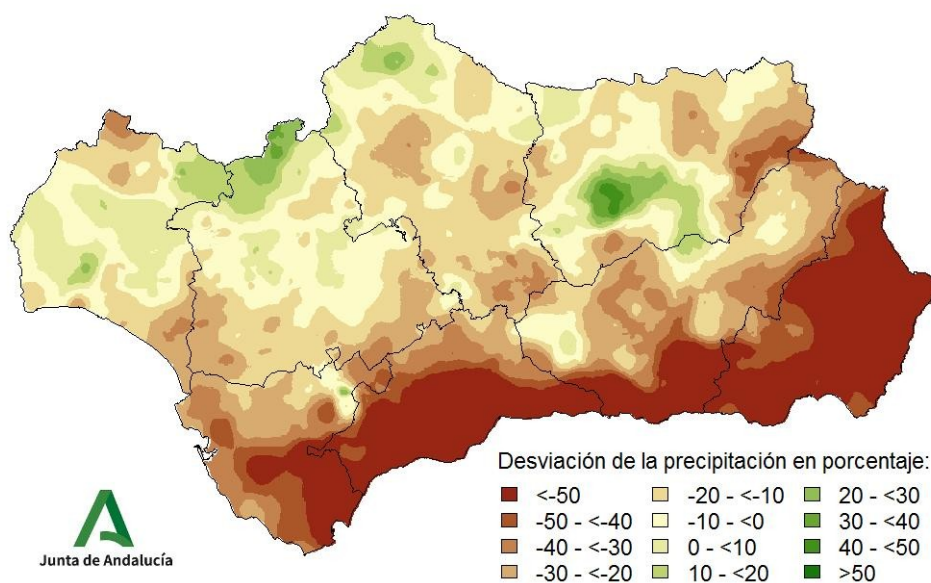 Desviación de la precipitación en porcentaje:
<-50
-50 - <-40
-40 - <-30
-30 - <-20
-20 - <-10
-10 - <0
0 - <10
10 - <20
20 - <30
30 - <40
40 - <50
>50
Junta de Andalucía